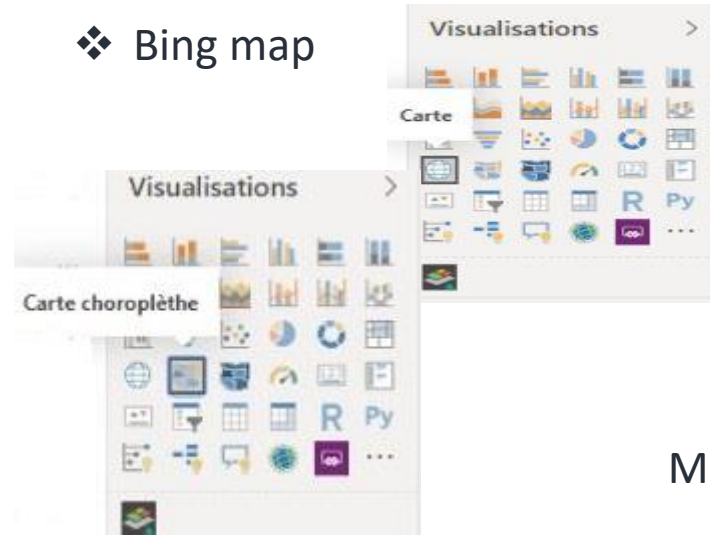 ❖ Bing map
Visualisations >
Carte
R Py
...
Visualisations >
Carte choroplèthe
R Py
...
M